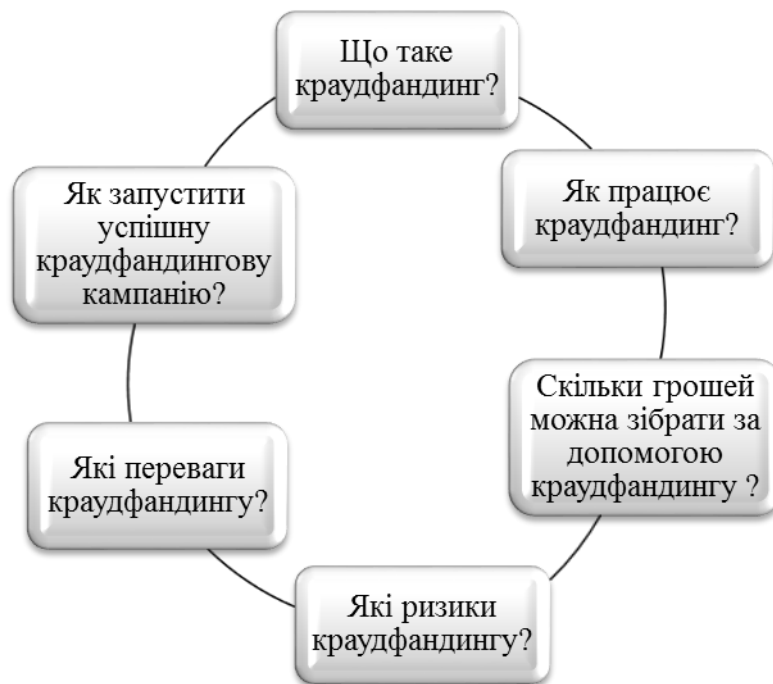 Що таке
краудфандинг?
Як працює
краудфандинг?
Скільки грошей
можна зібрати за
допомогою
краудфандингу ?
Які ризики
краудфандингу?
Які переваги
краудфандингу?
Як запустити
успішну
краудфандингову
кампанію?